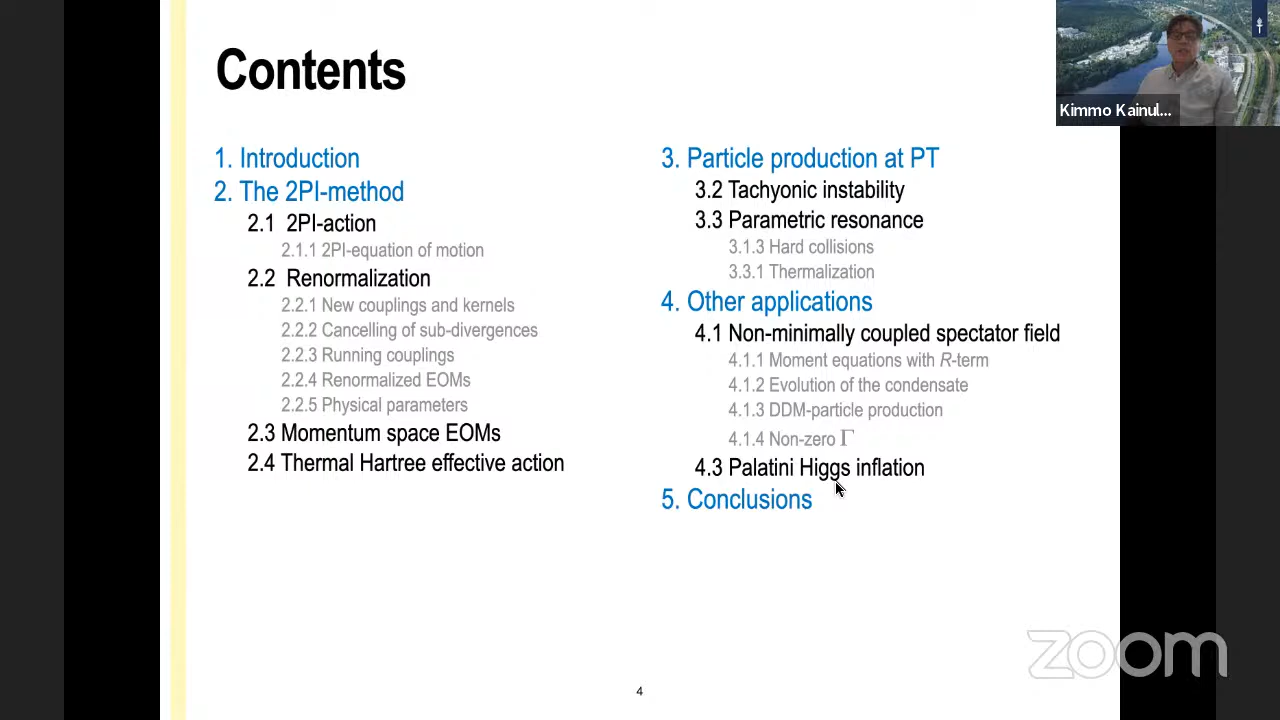 Contents
1. Introduction
2. The 2PI-method
2.1 2PI-action
2.1.1 2PI-equation of motion
2.2 Renormalization
2.2.1 New couplings and kernels
2.2.2 Cancelling of sub-divergences
2.2.3 Running couplings
2.2.4 Renormalized EOMs
2.2.5 Physical parameters
2.3 Momentum space EOMs
2.4 Thermal Hartree effective action
3. Particle production at PT
3.2 Tachyonic instability
3.3 Parametric resonance
3.1.3 Hard collisions
3.3.1 Thermalization
4. Other applications
4.1 Non-minimally coupled spectator field
4.1.1 Moment equations with R-term
4.1.2 Evolution of the condensate
4.1.3 DDM-particle production
4.1.4 Non-zero Γ
4.3 Palatini Higgs inflation
5. Conclusions
4
Kimmo Kainul...
zoom